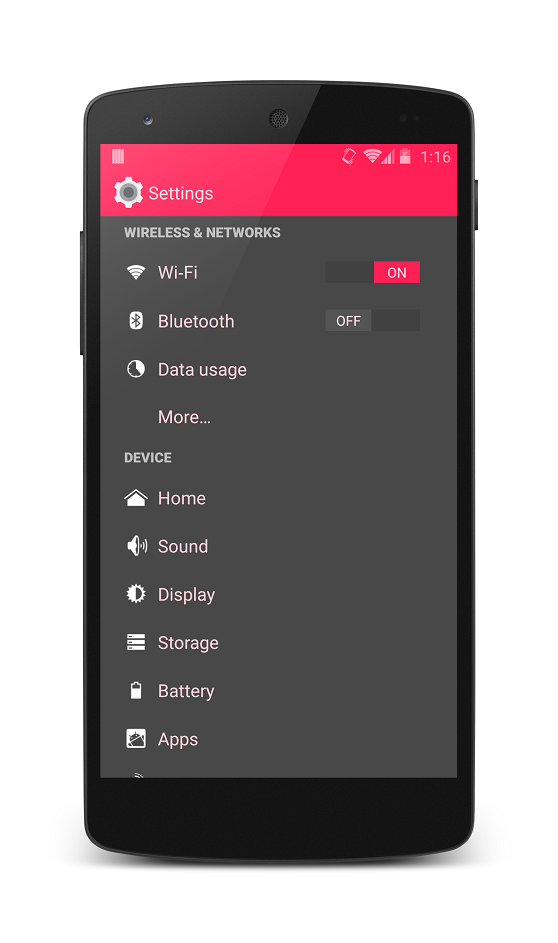 1:16
Settings
WIRELESS & NETWORKS
Wi-Fi ON
Bluetooth OFF
Data usage
More...
DEVICE
Home
Sound
Display
Storage
Battery
Apps